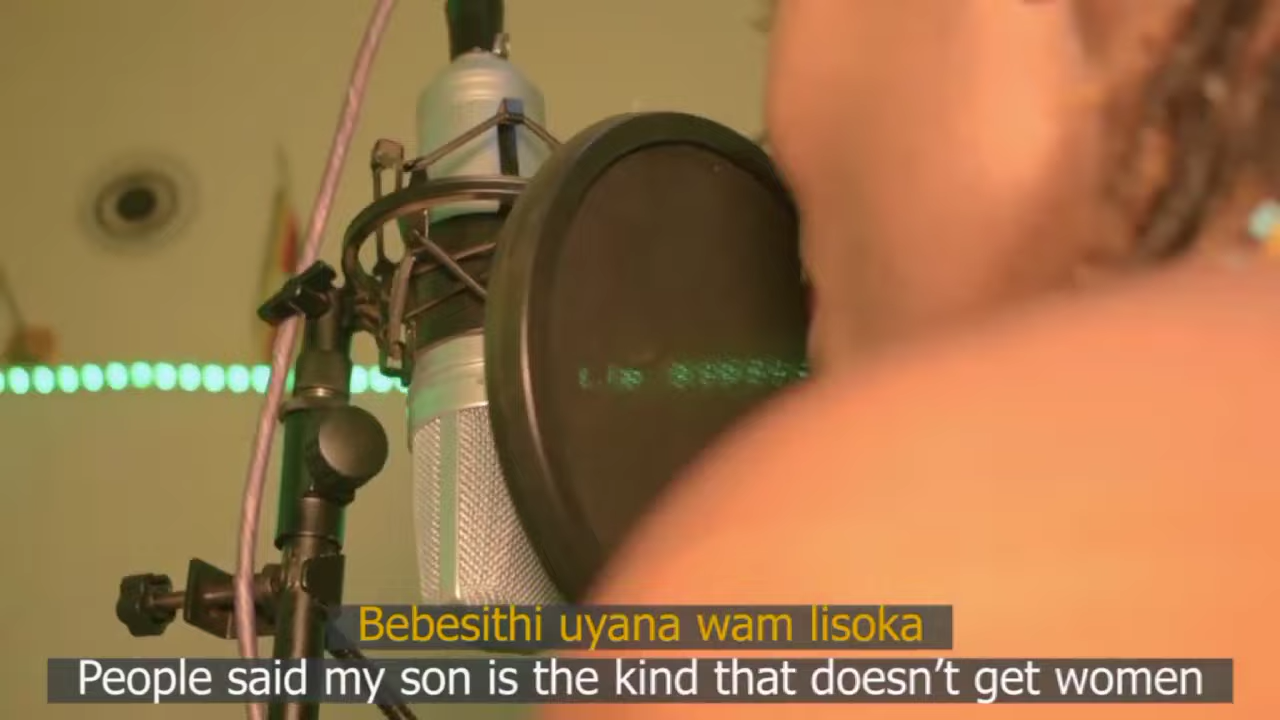 Bebesithi uyana wam lisoka
People said my son is the kind that doesn’t get women